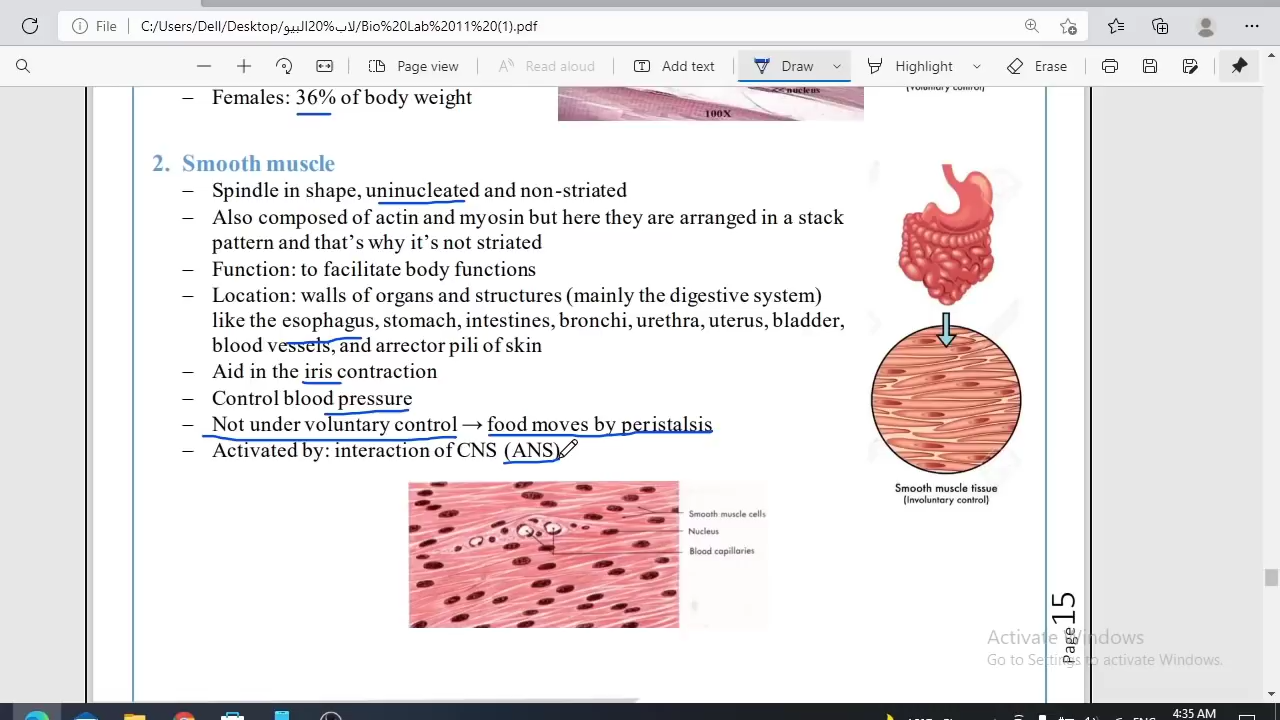 File
C:/Users/Dell/Desktop/لاب%20البيو/Bio%20Lab%2011%20(1).pdf
Page view
Read aloud
Add text
Draw
Highlight
Erase
– Females: 36% of body weight
nucleus
100X
(Voluntary control)
2. Smooth muscle
– Spindle in shape, uninucleated and non-striated
– Also composed of actin and myosin but here they are arranged in a stack
pattern and that’s why it’s not striated
– Function: to facilitate body functions
– Location: walls of organs and structures (mainly the digestive system)
like the esophagus, stomach, intestines, bronchi, urethra, uterus, bladder,
blood vessels, and arrector pili of skin
– Aid in the iris contraction
– Control blood pressure
– Not under voluntary control → food moves by peristalsis
– Activated by: interaction of CNS (ANS)
Smooth muscle tissue
(Involuntary control)
Smooth muscle cells
Nucleus
Blood capillaries
Page 15
Activate Windows
Go to Settings to activate Windows.
4:35 AM